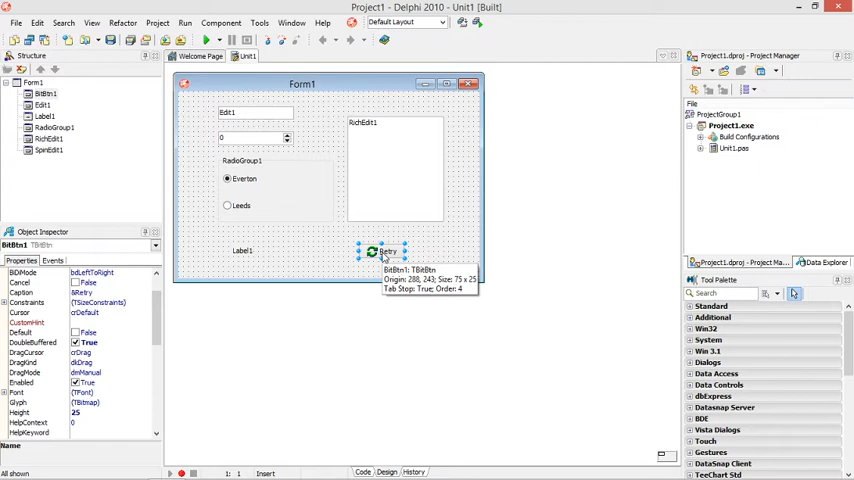 Project1 - Delphi 2010 - Unit1 [Built]
File Edit Search View Refactor Project Run Component Tools Window Help
Default Layout
Structure
Form1
BitBtn1
Edit1
Label1
RadioGroup1
RichEdit1
SpinEdit1
Object Inspector
BitBtn1 TBitBtn
Properties Events
BiDiMode bdLeftToRight
Cancel False
Caption &Retry
Constraints (TSizeConstraints)
Cursor crDefault
CustomHint
Default False
DoubleBuffered True
DragCursor crDrag
DragKind dkDrag
DragMode dmManual
Enabled True
Font (TFont)
Glyph (TBitmap)
Height 25
HelpContext 0
HelpKeyword
Name
All shown
Welcome Page Unit1
Form1
Edit1
0
RadioGroup1
Everton
Leeds
Label1
RichEdit1
Retry
BitBtn1: TBitBtn
Origin: 288, 243; Size: 75 x 25
Tab Stop: True; Order: 4
1: 1 Insert
Code Design History
Project1.dproj - Project Manager
File
ProjectGroup1
Project1.exe
Build Configurations
Unit1.pas
Project1.dproj - Project Ma... Data Explorer
Tool Palette
Search
Standard
Additional
Win32
System
Win 3.1
Dialogs
Data Access
Data Controls
dbExpress
Datasnap Server
BDE
Vista Dialogs
Touch
Gestures
DataSnap Client
TeeChart Std